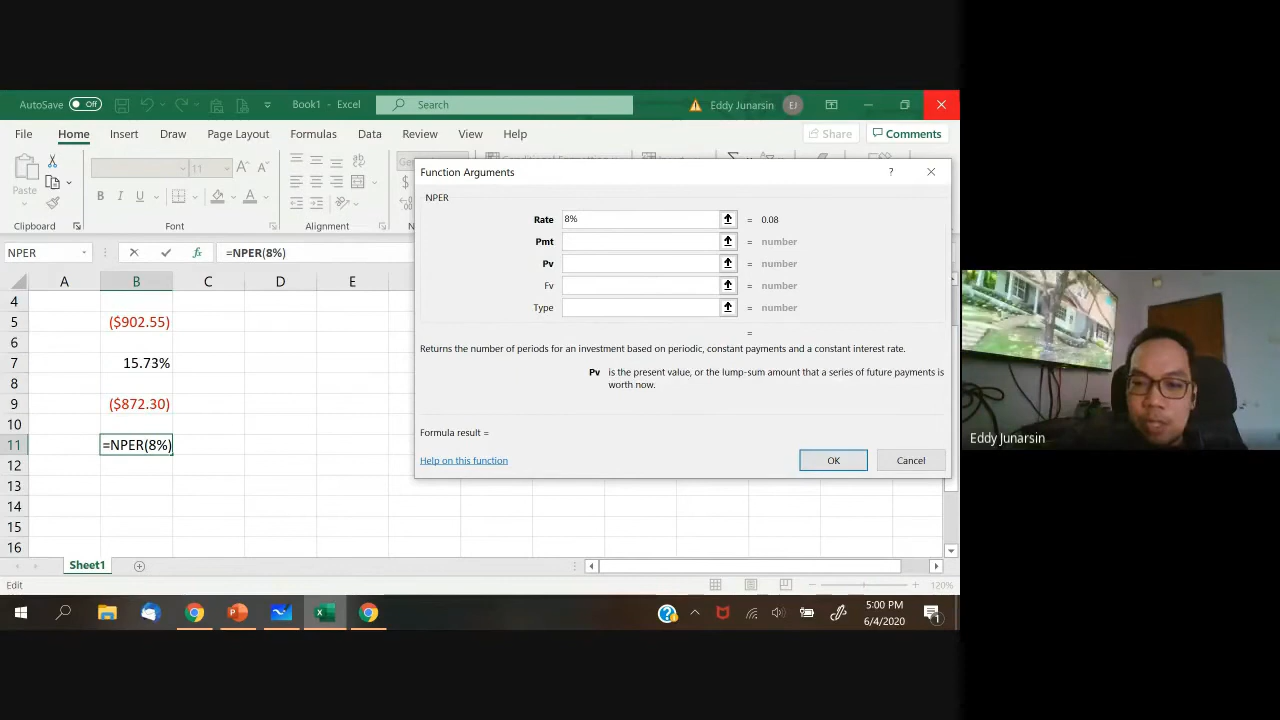 AutoSave Off Book1 - Excel Search Eddy Junarsin EJ
File Home Insert Draw Page Layout Formulas Data Review View Help Share Comments
Paste
11
Clipboard Font Alignment
NPER =NPER(8%)
A B C D E
4
5 ($902.55)
6
7 15.73%
8
9 ($872.30)
10
11 =NPER(8%)
12
13
14
15
16
Function Arguments ?
NPER
Rate 8% = 0.08
Pmt = number
Pv = number
Fv = number
Type = number
=
Returns the number of periods for an investment based on periodic, constant payments and a constant interest rate.
Pv is the present value, or the lump-sum amount that a series of future payments is
worth now.
Formula result =
Help on this function OK Cancel
Sheet1
Edit 120%
5:00 PM
6/4/2020
1
Eddy Junarsin